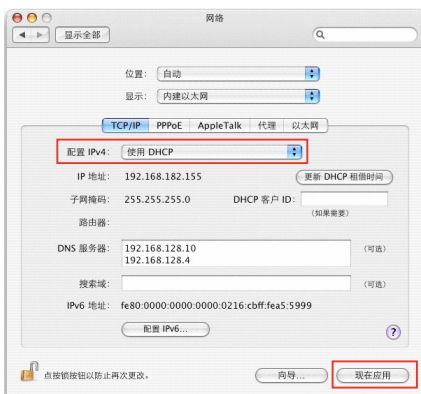 网络
显示全部
位置： 自动
显示： 内建以太网
TCP/IP PPPoE AppleTalk 代理 以太网
配置 IPv4： 使用 DHCP
IP 地址： 192.168.182.155 更新 DHCP 租借时间
子网掩码： 255.255.255.0 DHCP 客户 ID：
(如果需要)
路由器：
DNS 服务器： 192.168.128.10 (可选)
192.168.128.4
搜索域： (可选)
IPv6 地址： fe80:0000:0000:0000:0216:cbff:fea5:5999
配置 IPv6... ?
点按锁按钮以防止再次更改。 向导... 现在应用